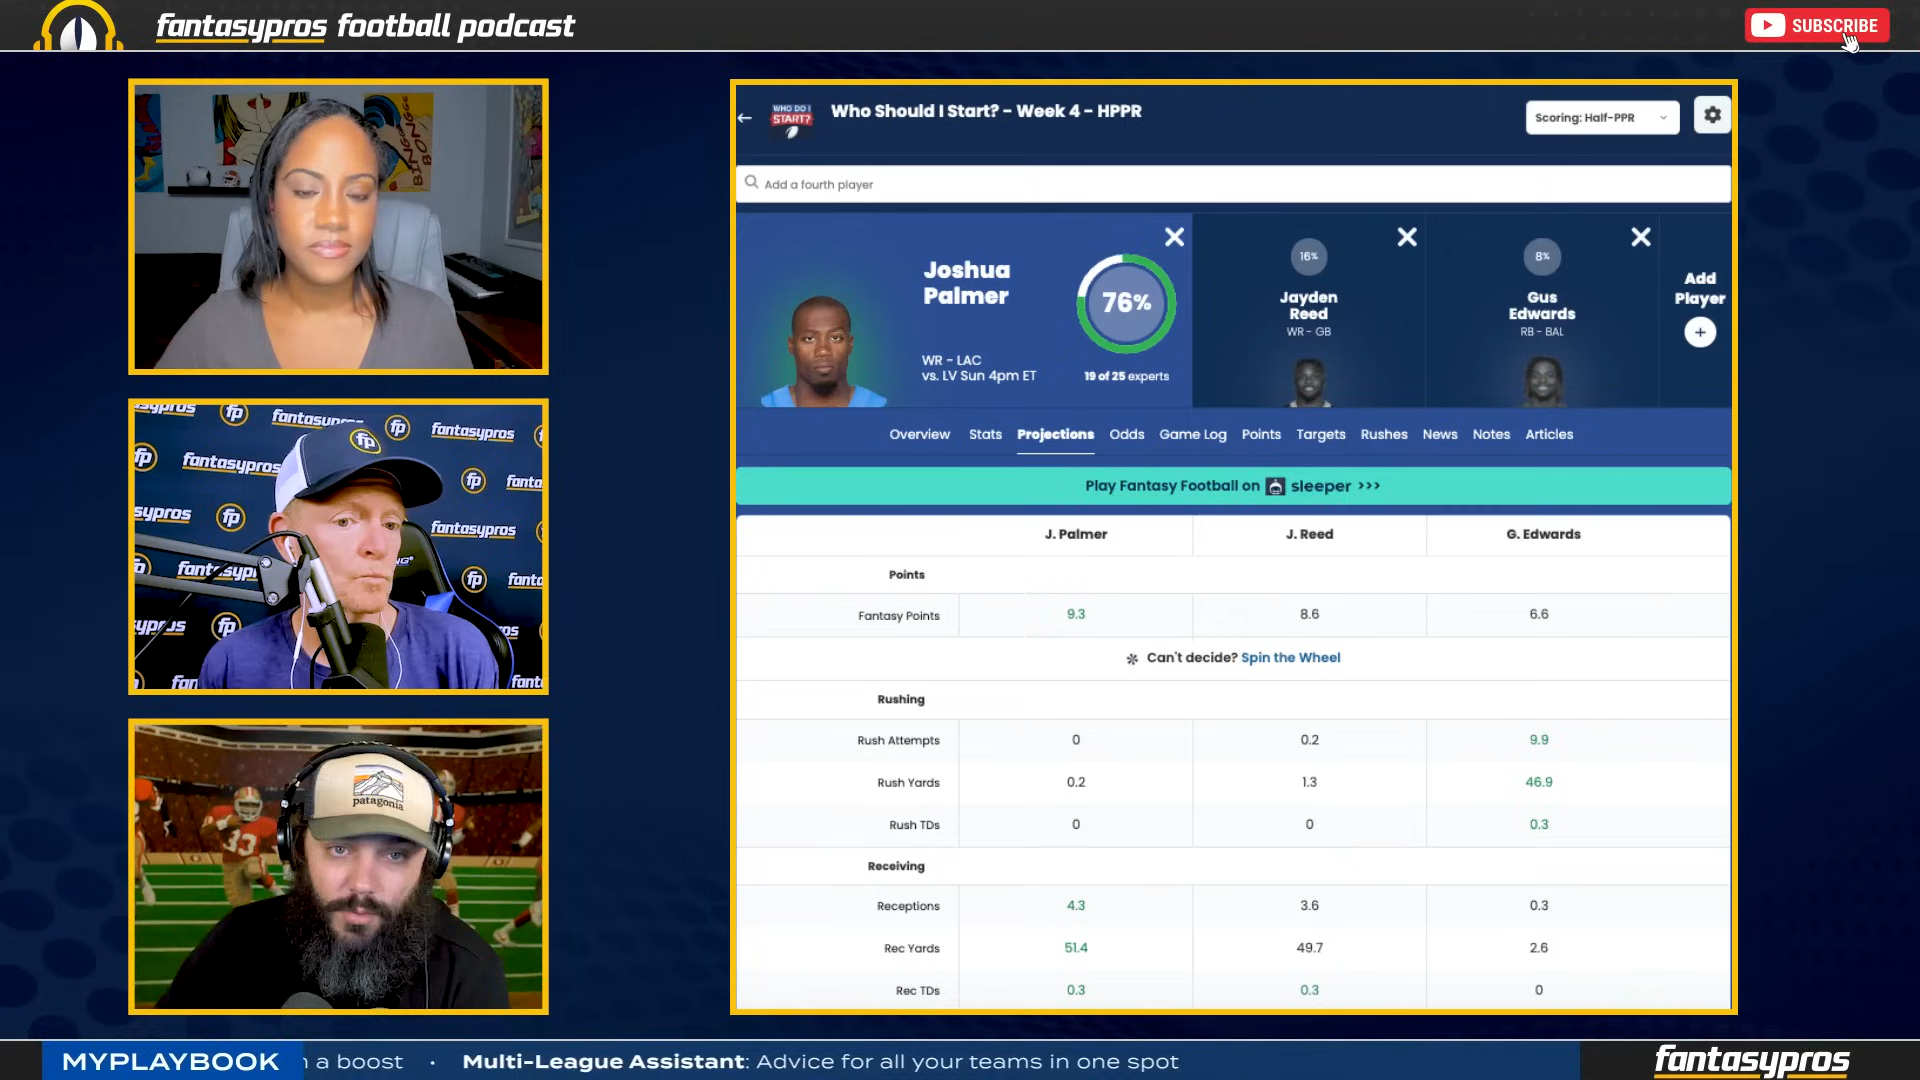 fantasypros football podcast
SUBSCRIBE
BINGE
BONG
fantasypros
fp
patagonia
33
WHO DO I
START?
Who Should I Start? - Week 4 - HPPR
Scoring: Half-PPR
Add a fourth player
Joshua
Palmer
76%
WR - LAC
vs. LV Sun 4pm ET
19 of 25 experts
16%
Jayden
Reed
WR - GB
8%
Gus
Edwards
RB - BAL
Add
Player
+
Overview Stats Projections Odds Game Log Points Targets Rushes News Notes Articles
Play Fantasy Football on sleeper >>>
J. Palmer J. Reed G. Edwards
Points
Fantasy Points 9.3 8.6 6.6
Can't decide? Spin the Wheel
Rushing
Rush Attempts 0 0.2 9.9
Rush Yards 0.2 1.3 46.9
Rush TDs 0 0 0.3
Receiving
Receptions 4.3 3.6 0.3
Rec Yards 51.4 49.7 2.6
Rec TDs 0.3 0.3 0
MYPLAYBOOK
a boost · Multi-League Assistant: Advice for all your teams in one spot
fantasypros